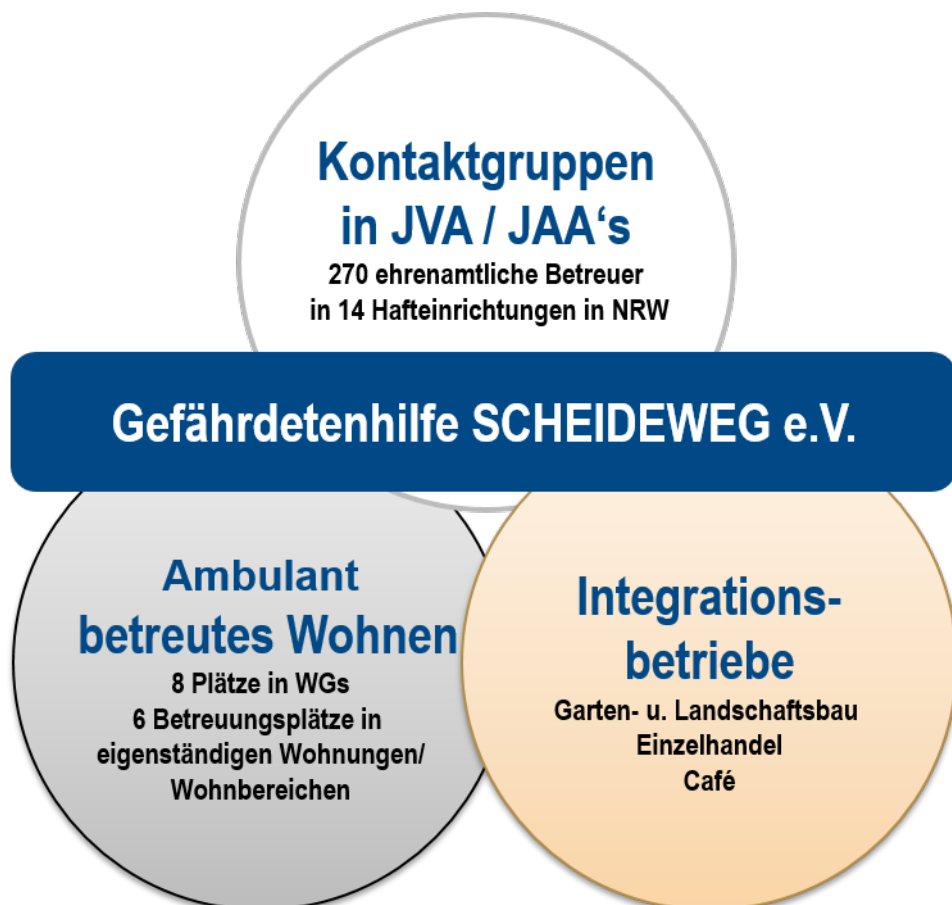 Kontaktgruppen
in JVA / JAA‘s
270 ehrenamtliche Betreuer
in 14 Hafteinrichtungen in NRW
Gefährdetenhilfe SCHEIDEWEG e.V.
Ambulant
betreutes Wohnen
8 Plätze in WGs
6 Betreuungsplätze in
eigenständigen Wohnungen/
Wohnbereichen
Integrations-
betriebe
Garten- u. Landschaftsbau
Einzelhandel
Café